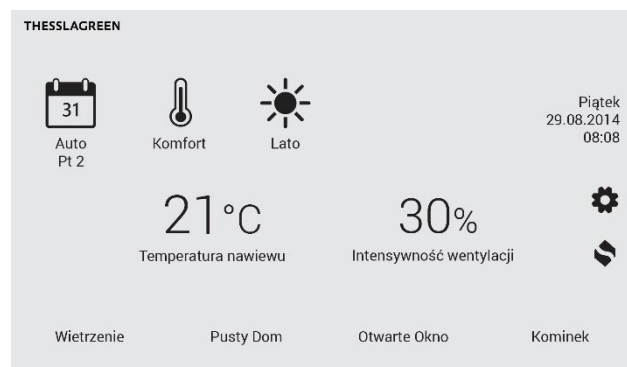 THESSLAGREEN
31
Auto
Pt 2
Komfort
Lato
Piątek
29.08.2014
08:08
21°C
Temperatura nawiewu
30%
Intensywność wentylacji
Wietrzenie
Pusty Dom
Otwarte Okno
Kominek